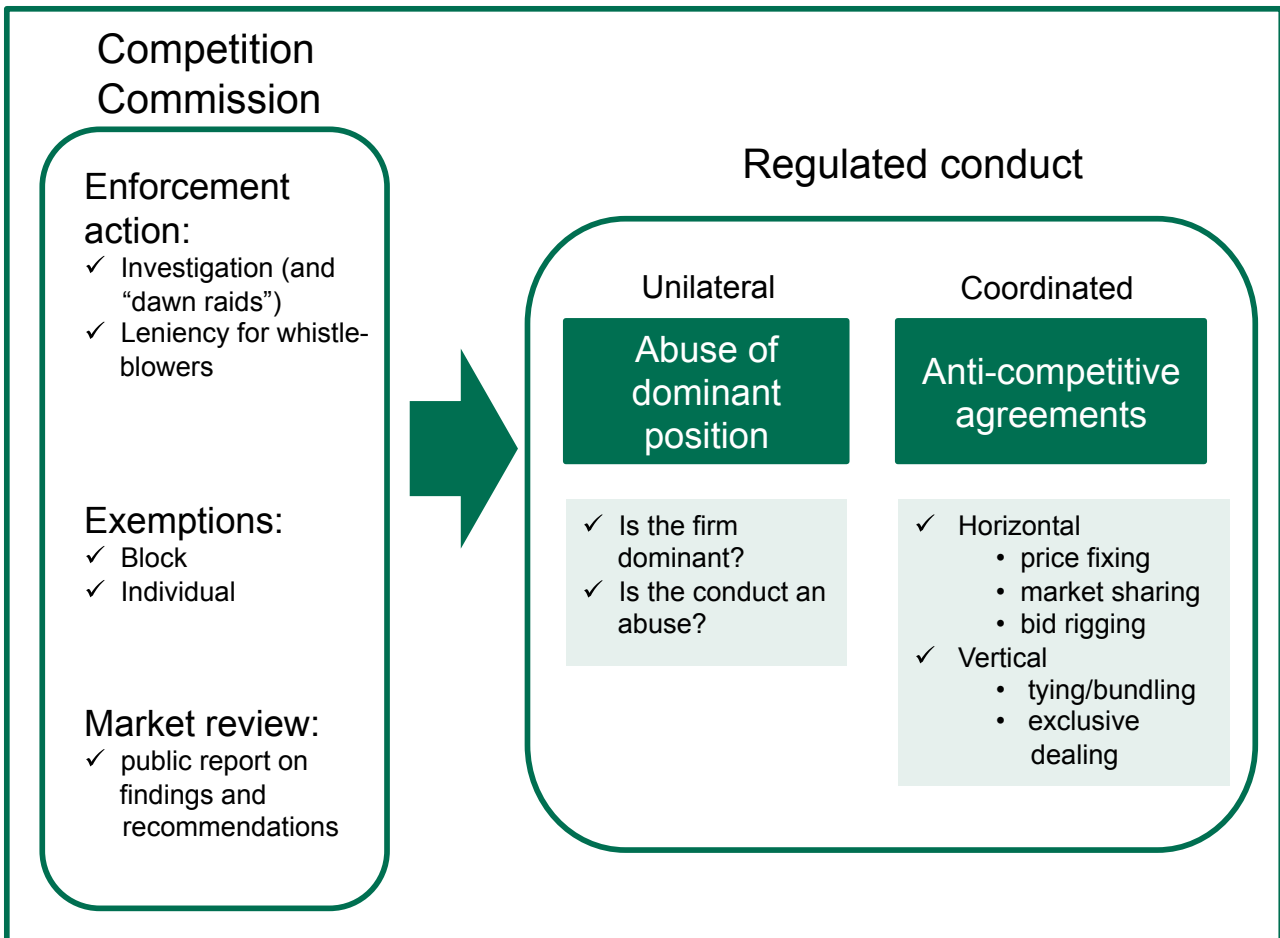 Competition
Commission
Enforcement
action:
✓ Investigation (and
“dawn raids”)
✓ Leniency for whistle-
blowers
Exemptions:
✓ Block
✓ Individual
Market review:
✓ public report on
findings and
recommendations
Regulated conduct
Unilateral
Abuse of
dominant
position
✓ Is the firm
dominant?
✓ Is the conduct an
abuse?
Coordinated
Anti-competitive
agreements
✓ Horizontal
• price fixing
• market sharing
• bid rigging
✓ Vertical
• tying/bundling
• exclusive
dealing